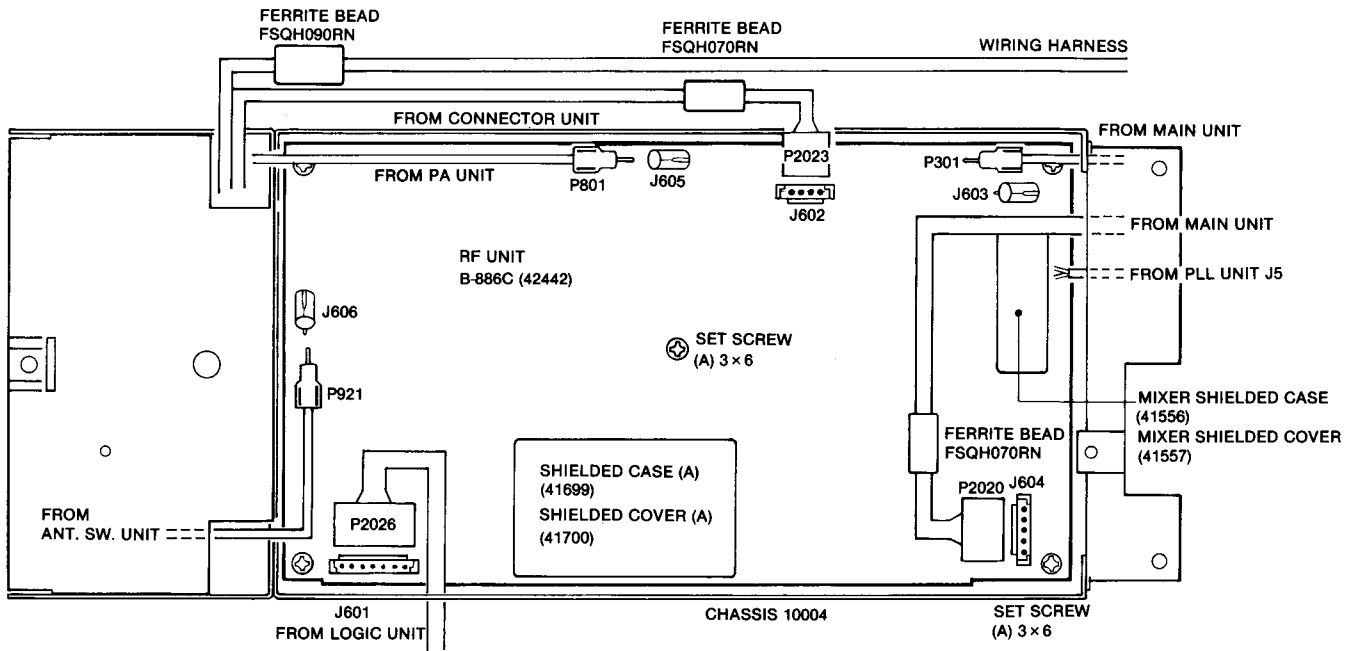 FERRITE BEAD
FSQH090RN
FERRITE BEAD
FSQH070RN
WIRING HARNESS
FROM CONNECTOR UNIT
FROM MAIN UNIT
P2023
P301
FROM PA UNIT
P801
J605
J603
J602
FROM MAIN UNIT
RF UNIT
B-886C (42442)
FROM PLL UNIT J5
J606
SET SCREW
(A) 3×6
P921
MIXER SHIELDED CASE
(41556)
MIXER SHIELDED COVER
(41557)
FERRITE BEAD
FSQH070RN
SHIELDED CASE (A)
(41699)
SHIELDED COVER (A)
(41700)
P2020
J604
FROM
ANT. SW. UNIT
P2026
J601
FROM LOGIC UNIT
CHASSIS 10004
SET SCREW
(A) 3×6